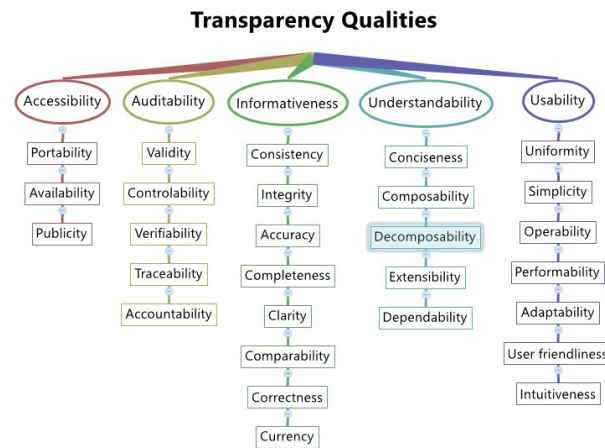 Transparency Qualities
Accessibility
Portability
Availability
Publicity
Auditability
Validity
Controlability
Verifiability
Traceability
Accountability
Informativeness
Consistency
Integrity
Accuracy
Completeness
Clarity
Comparability
Correctness
Currency
Understandability
Conciseness
Composability
Decomposability
Extensibility
Dependability
Usability
Uniformity
Simplicity
Operability
Performability
Adaptability
User friendliness
Intuitiveness